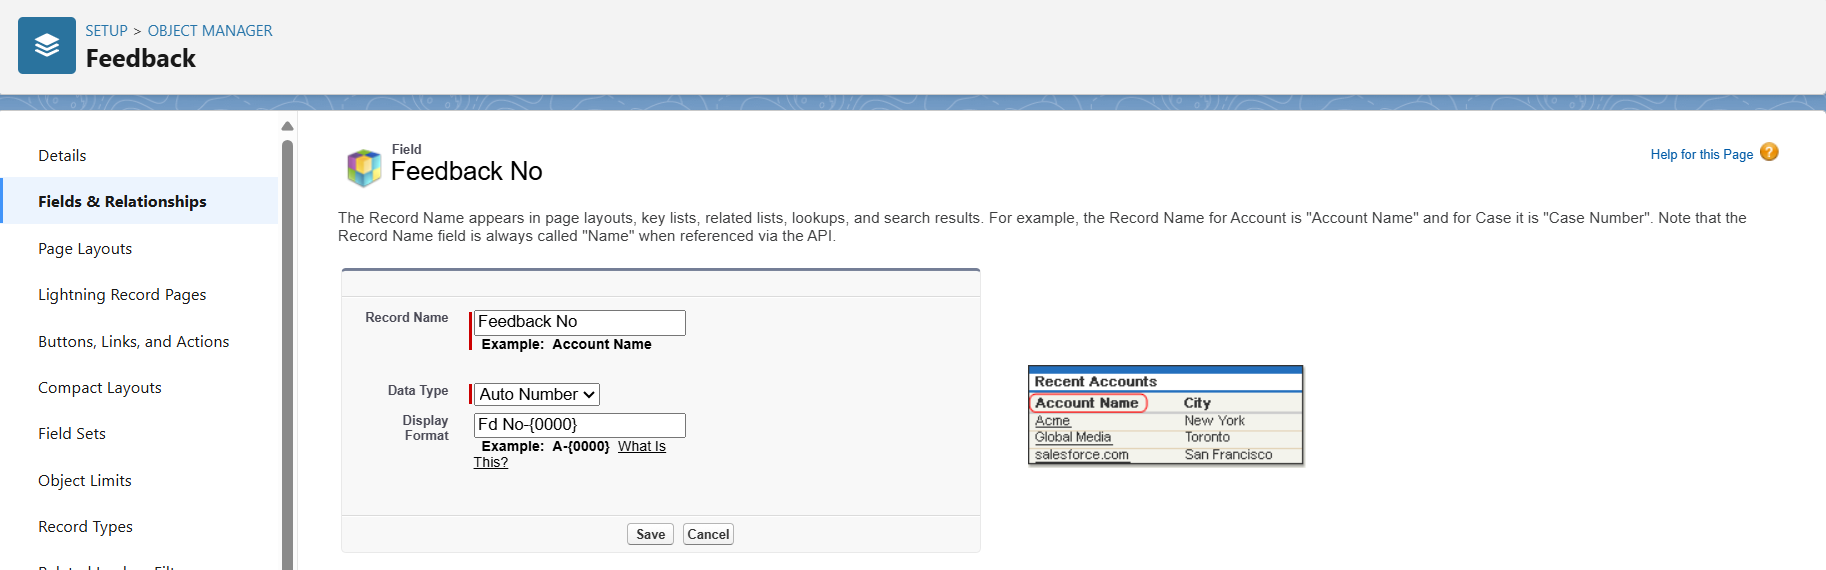 SETUP > OBJECT MANAGER
Feedback
Details
Fields & Relationships
Page Layouts
Lightning Record Pages
Buttons, Links, and Actions
Compact Layouts
Field Sets
Object Limits
Record Types
Field
Feedback No
Help for this Page
The Record Name appears in page layouts, key lists, related lists, lookups, and search results. For example, the Record Name for Account is "Account Name" and for Case it is "Case Number". Note that the
Record Name field is always called "Name" when referenced via the API.
Record Name Feedback No
Example: Account Name
Data Type Auto Number
Display
Format
Fd No-{0000}
Example: A-{0000} What Is
This?
Save Cancel
Recent Accounts
Account Name City
Acme New York
Global Media Toronto
salesforce.com San Francisco